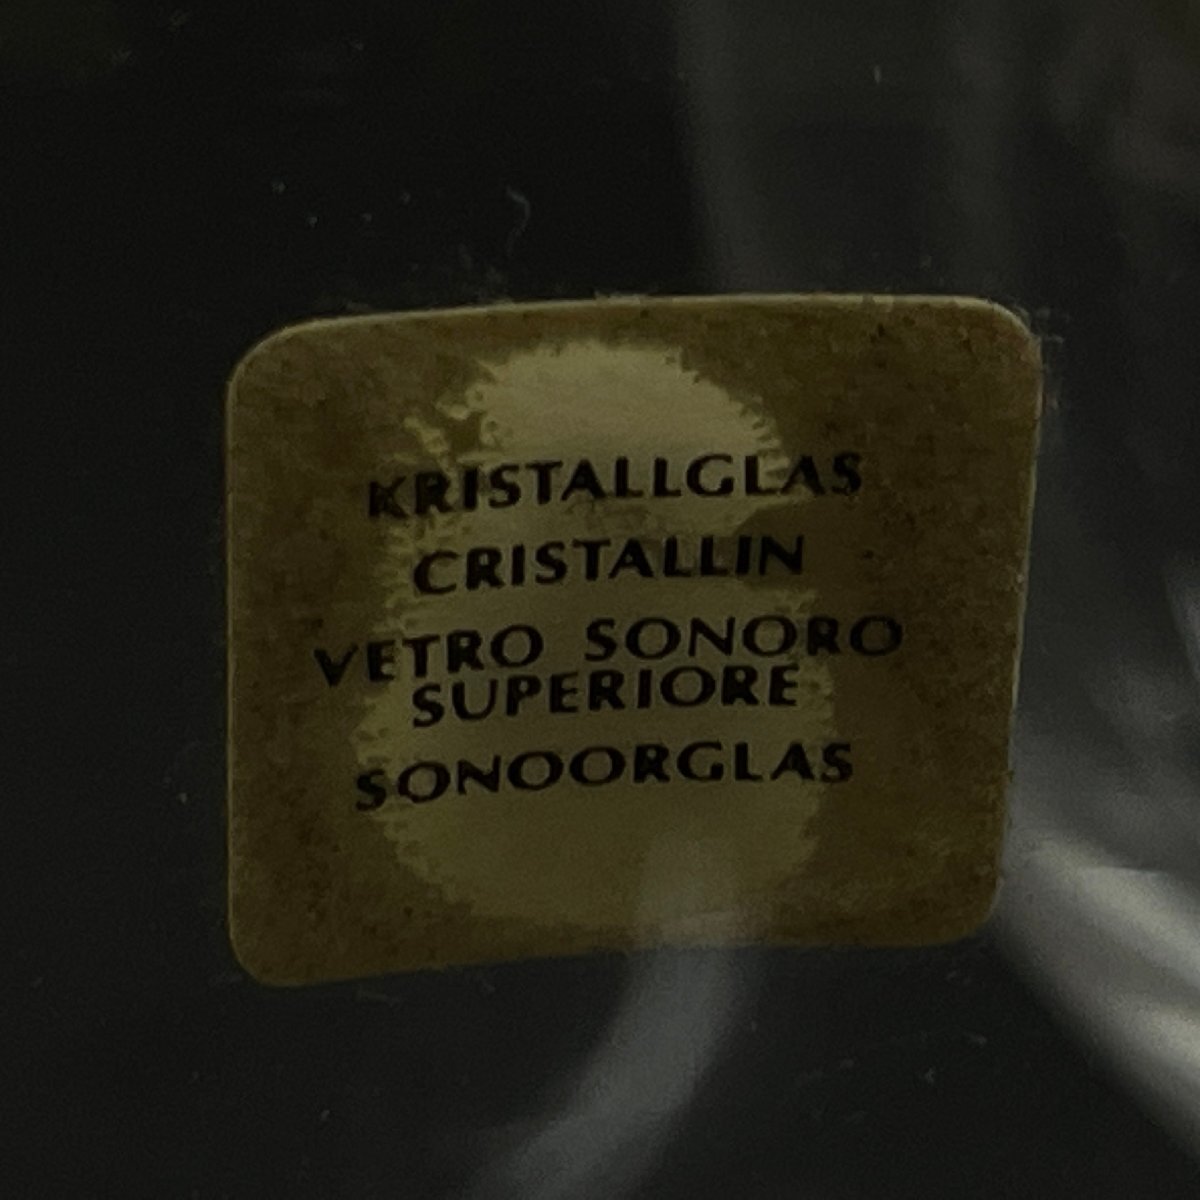 KRISTALLGLAS
CRISTALLIN
VETRO SONORO
SUPERIORE
SONOORGLAS